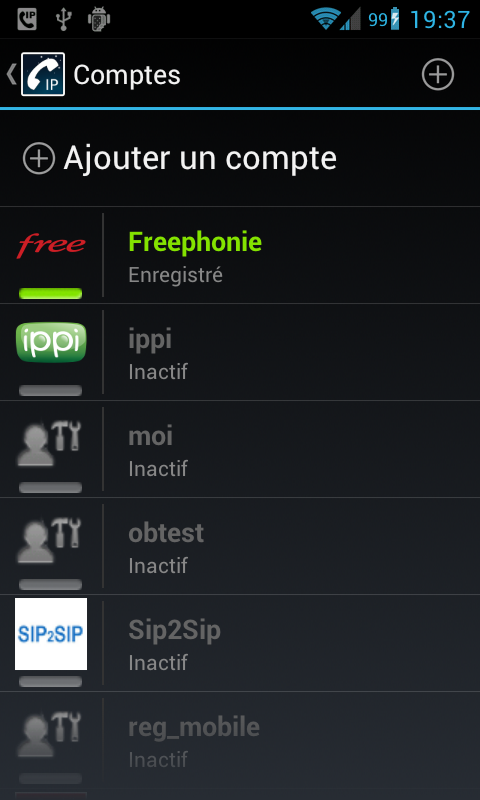 99 19:37
IP Comptes
Ajouter un compte
free
Freephonie
Enregistré
ippi
ippi
Inactif
moi
Inactif
obtest
Inactif
SIP2SIP
Sip2Sip
Inactif
reg_mobile
Inactif